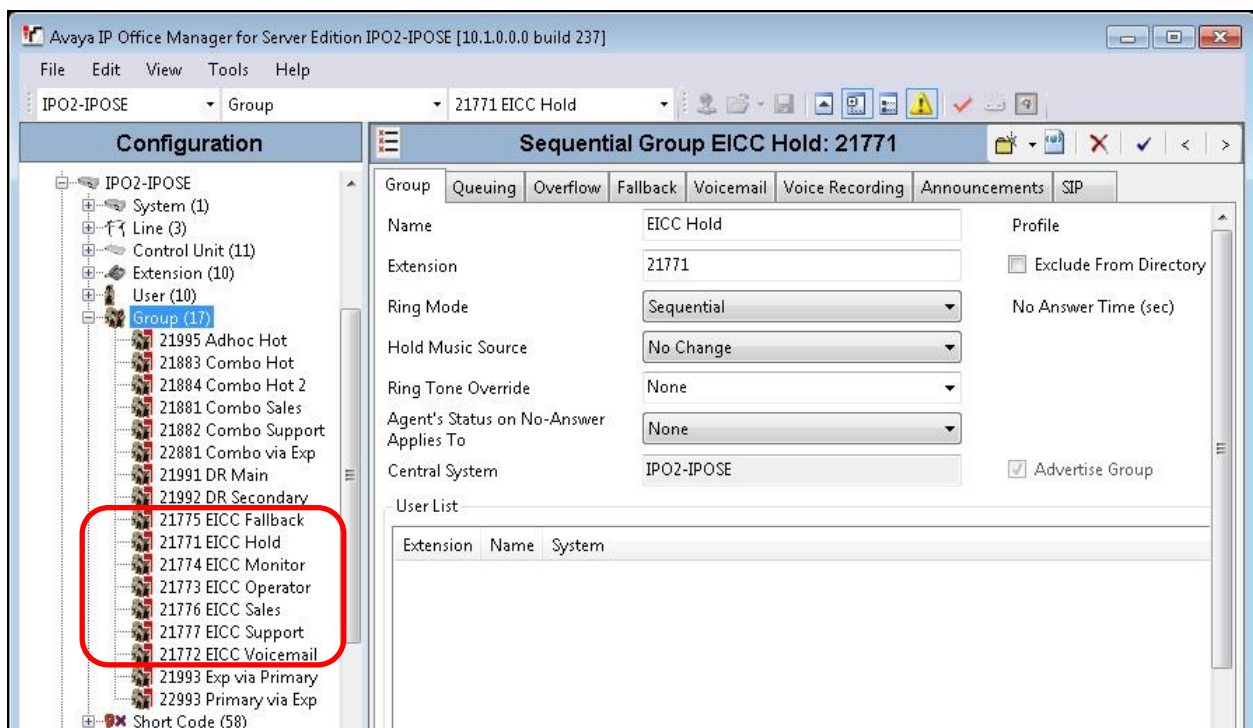 Avaya IP Office Manager for Server Edition IPO2-IPOSE [10.1.0.0.0 build 237]
File Edit View Tools Help
IPO2-IPOSE Group 21771 EICC Hold
Configuration
IPO2-IPOSE
System (1)
Line (3)
Control Unit (11)
Extension (10)
User (10)
Group (17)
21995 Adhoc Hot
21883 Combo Hot
21884 Combo Hot 2
21881 Combo Sales
21882 Combo Support
22881 Combo via Exp
21991 DR Main
21992 DR Secondary
21775 EICC Fallback
21771 EICC Hold
21774 EICC Monitor
21773 EICC Operator
21776 EICC Sales
21777 EICC Support
21772 EICC Voicemail
21993 Exp via Primary
22993 Primary via Exp
Short Code (58)
Sequential Group EICC Hold: 21771
Group Queuing Overflow Fallback Voicemail Voice Recording Announcements SIP
Name EICC Hold Profile
Extension 21771 Exclude From Directory
Ring Mode Sequential No Answer Time (sec)
Hold Music Source No Change
Ring Tone Override None
Agent's Status on No-Answer
Applies To None
Central System IPO2-IPOSE Advertise Group
User List
Extension Name System